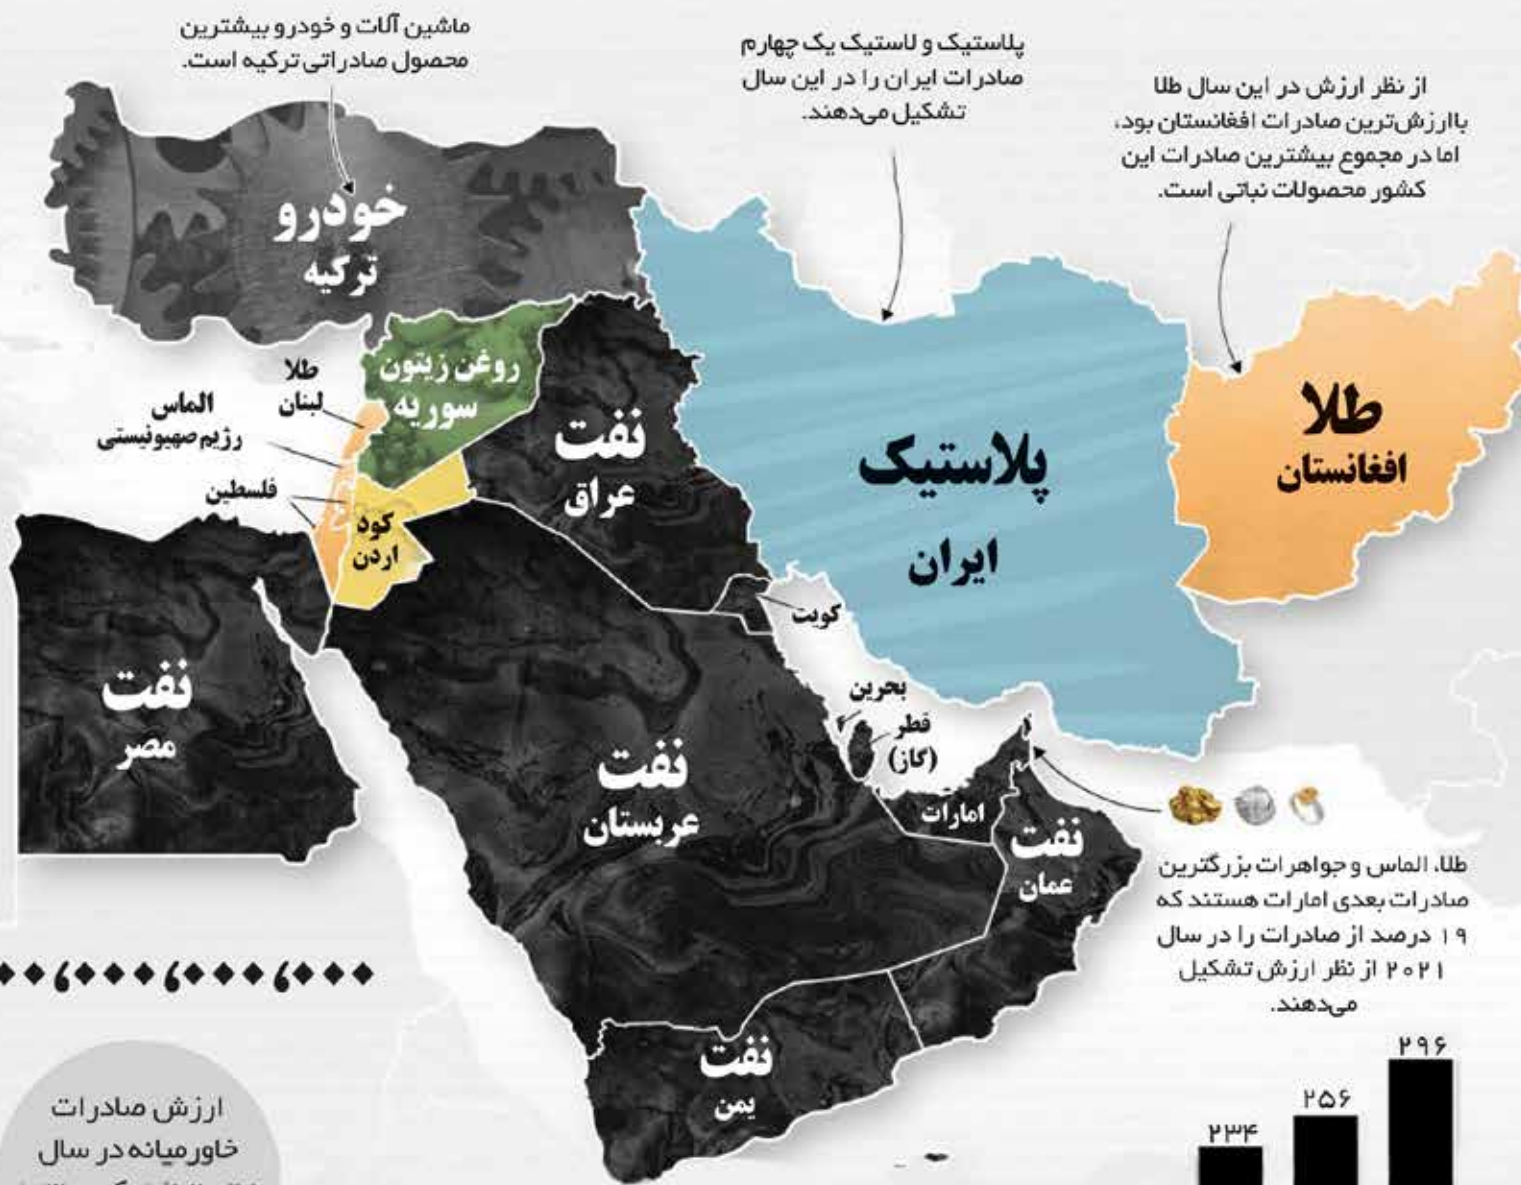 ماشین آلات و خودرو بیشترین
محصول صادراتی ترکیه است.
پلاستیک و لاستیک یک چهارم
صادرات ایران را در این سال
تشکیل می‌دهند.
از نظر ارزش در این سال طلا
باارزش‌ترین صادرات افغانستان بود،
اما در مجموع بیشترین صادرات این
کشور محصولات نباتی است.
خودرو
ترکیه
روغن زیتون
سوریه
طلا
لبنان
الماس
رژیم صهیونیستی
فلسطین
کود
اردن
نفت
عراق
پلاستیک
ایران
طلا
افغانستان
کویت
نفت
مصر
بحرین
قطر
(گاز)
نفت
عربستان
امارات
نفت
عمان
طلا، الماس و جواهرات بزرگترین
صادرات بعدی امارات هستند که
۱۹ درصد از صادرات را در سال
۲۰۲۱ از نظر ارزش تشکیل
می‌دهند.
نفت
یمن
ارزش صادرات
خاورمیانه در سال
۲۳۴
۲۵۶
۲۹۶